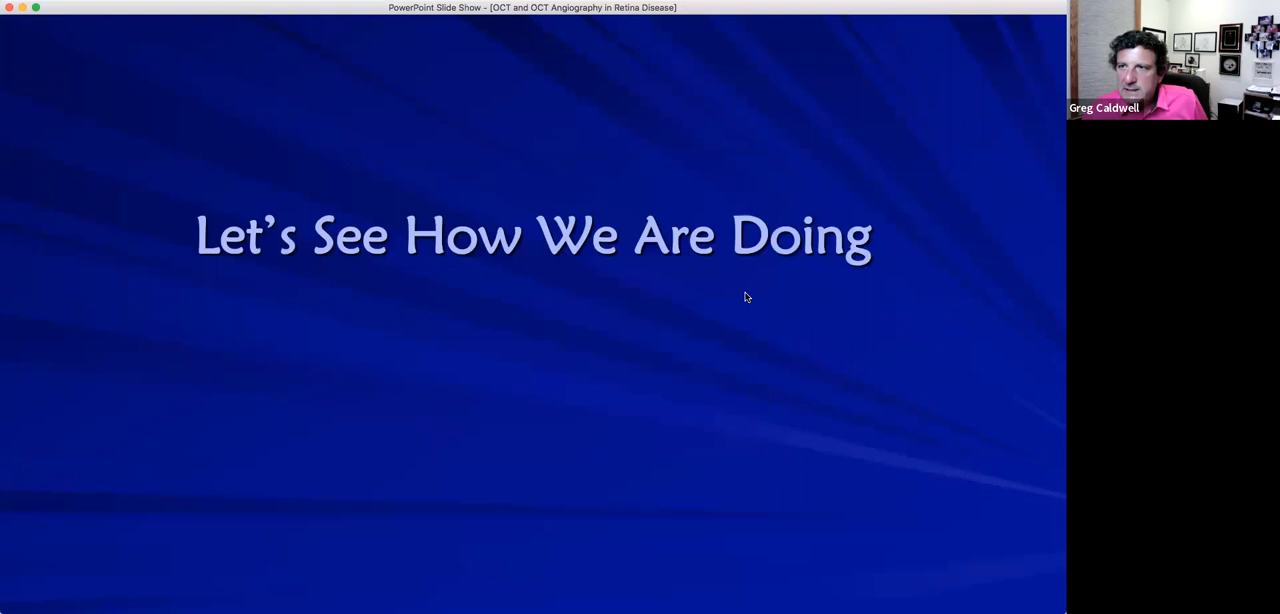 PowerPoint Slide Show - [OCT and OCT Angiography in Retina Disease]
Let's See How We Are Doing
Greg Caldwell